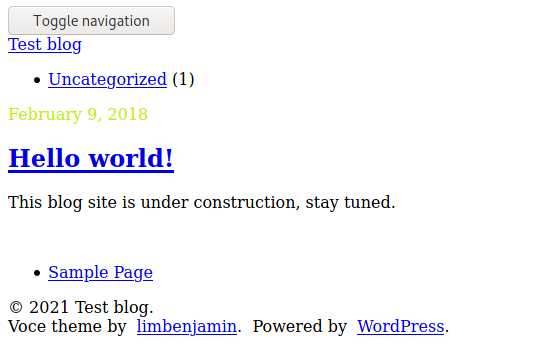 Toggle navigation
Test blog
Uncategorized (1)
February 9, 2018
Hello world!
This blog site is under construction, stay tuned.
Sample Page
© 2021 Test blog.
Voce theme by limbenjamin. Powered by WordPress.